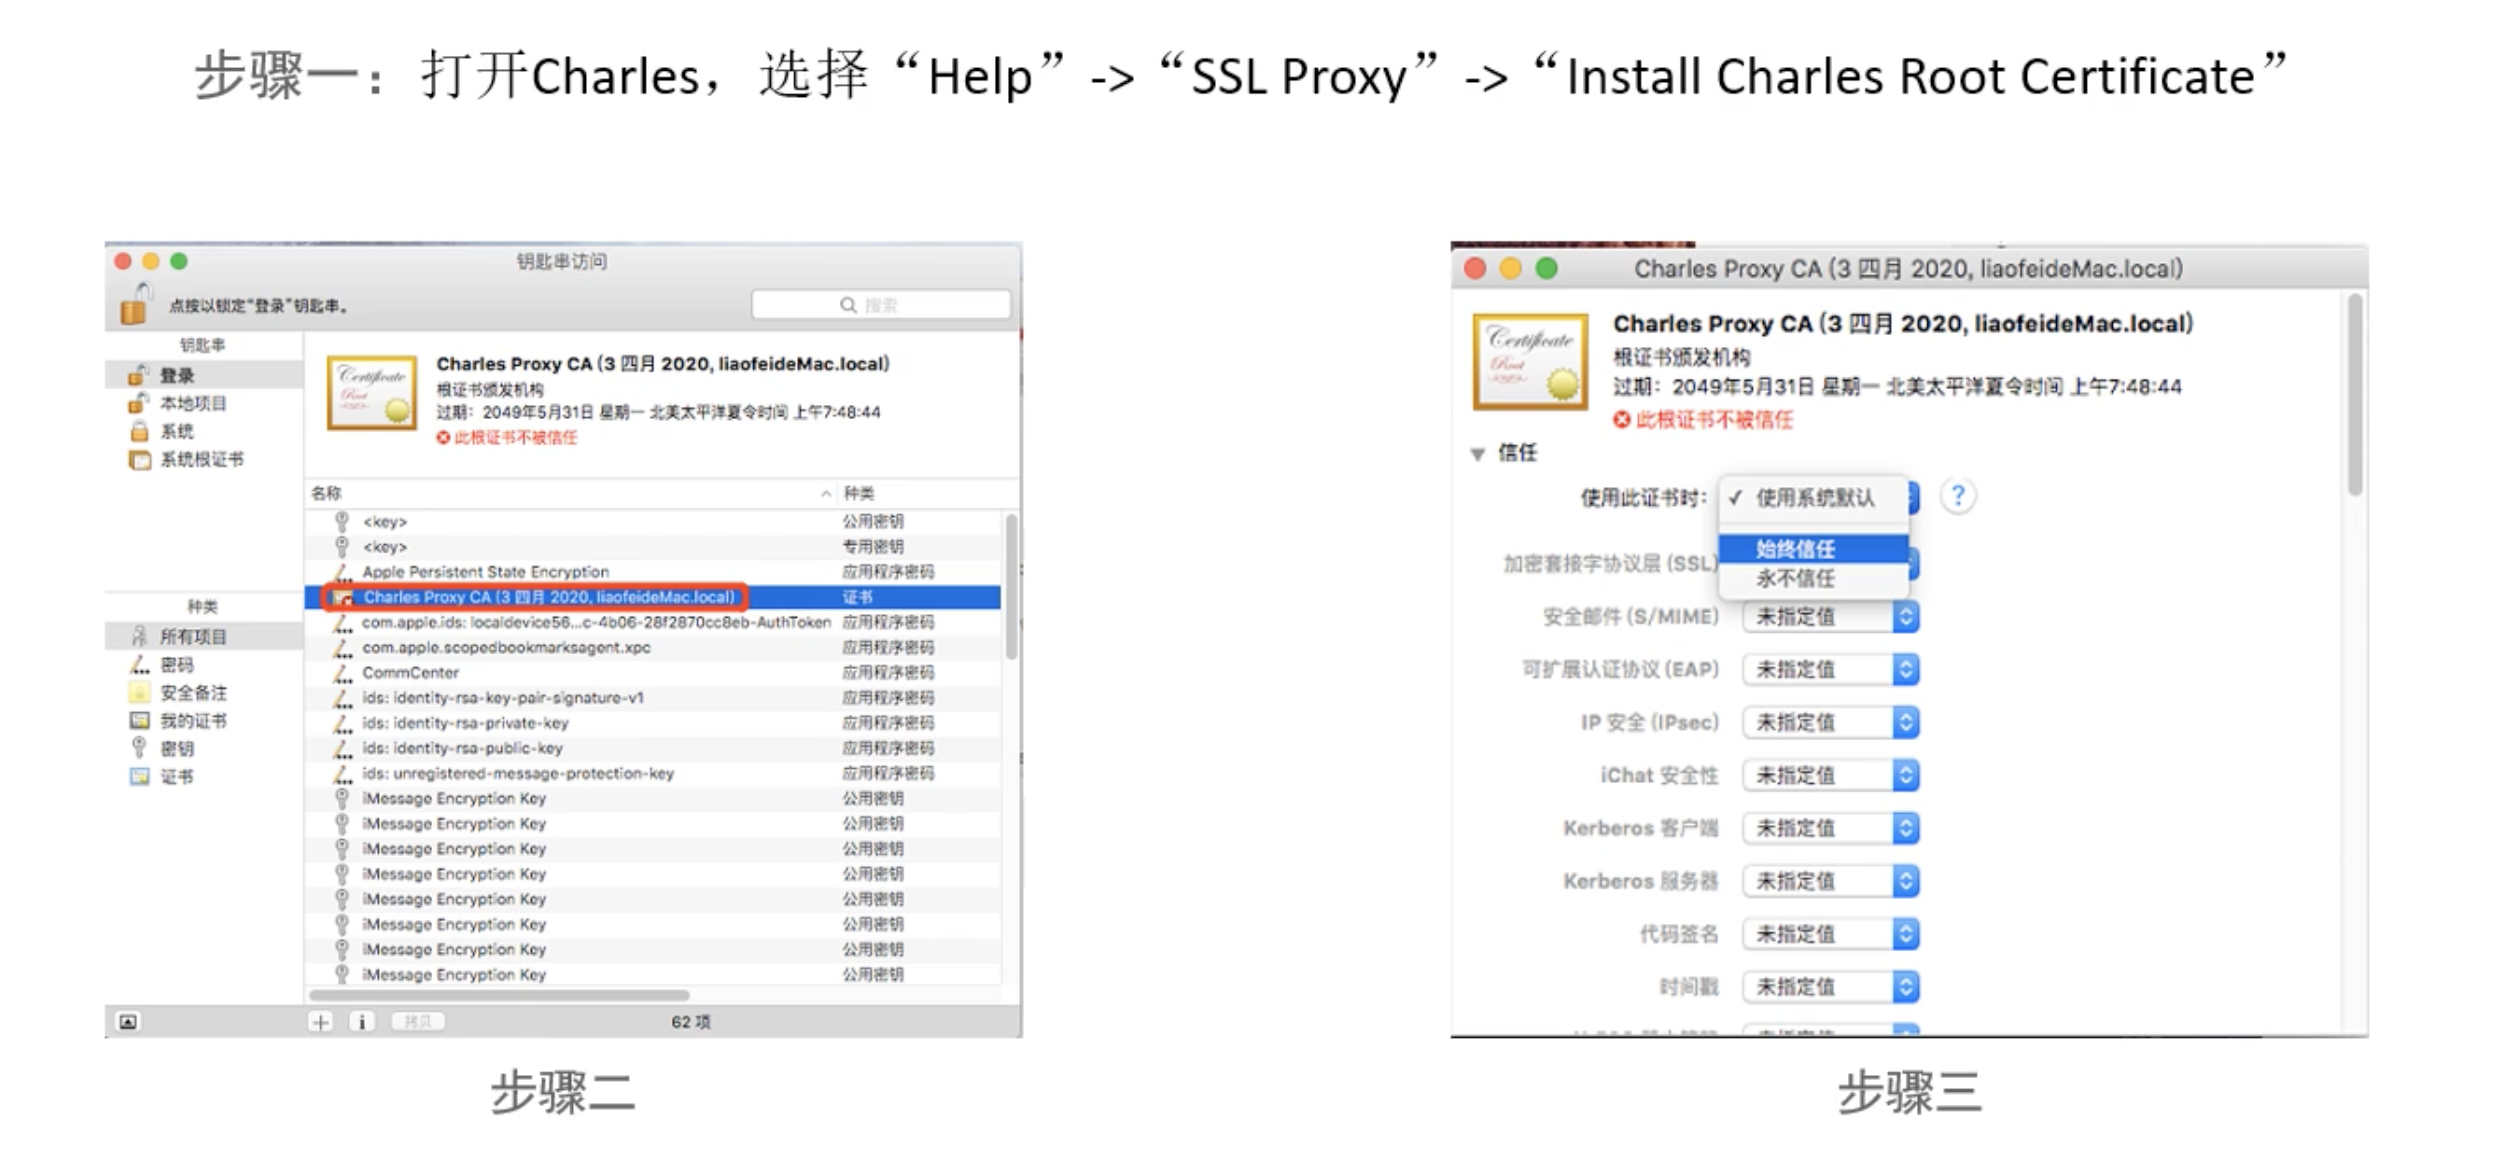 步骤一：打开Charles，选择“Help”->“SSL Proxy”->“Install Charles Root Certificate”
钥匙串访问
点按以锁定“登录”钥匙串。
搜索
钥匙串
登录
本地项目
系统
系统根证书
种类
所有项目
密码
安全备注
我的证书
密钥
证书
Charles Proxy CA (3 四月 2020, liaofeideMac.local)
根证书颁发机构
过期：2049年5月31日 星期一 北美太平洋夏令时间 上午7:48:44
此根证书不被信任
名称 种类
<key> 公用密钥
<key> 专用密钥
Apple Persistent State Encryption 应用程序密码
Charles Proxy CA (3 四月 2020, liaofeideMac.local) 证书
com.apple.ids: localdevice56...c-4b06-28f2870cc8eb-AuthToken 应用程序密码
com.apple.scopedbookmarksagent.xpc 应用程序密码
CommCenter 应用程序密码
ids: identity-rsa-key-pair-signature-v1 应用程序密码
ids: identity-rsa-private-key 应用程序密码
ids: identity-rsa-public-key 应用程序密码
ids: unregistered-message-protection-key 应用程序密码
iMessage Encryption Key 公用密钥
iMessage Encryption Key 公用密钥
iMessage Encryption Key 公用密钥
iMessage Encryption Key 公用密钥
iMessage Encryption Key 公用密钥
iMessage Encryption Key 公用密钥
iMessage Encryption Key 公用密钥
iMessage Encryption Key 公用密钥
拷贝
62 项
步骤二
Charles Proxy CA (3 四月 2020, liaofeideMac.local)
Charles Proxy CA (3 四月 2020, liaofeideMac.local)
根证书颁发机构
过期：2049年5月31日 星期一 北美太平洋夏令时间 上午7:48:44
此根证书不被信任
信任
使用此证书时： ✓ 使用系统默认 ?
始终信任
加密套接字协议层 (SSL)
永不信任
安全邮件 (S/MIME) 未指定值
可扩展认证协议 (EAP) 未指定值
IP 安全 (IPsec) 未指定值
iChat 安全性 未指定值
Kerberos 客户端 未指定值
Kerberos 服务器 未指定值
代码签名 未指定值
时间戳 未指定值
步骤三